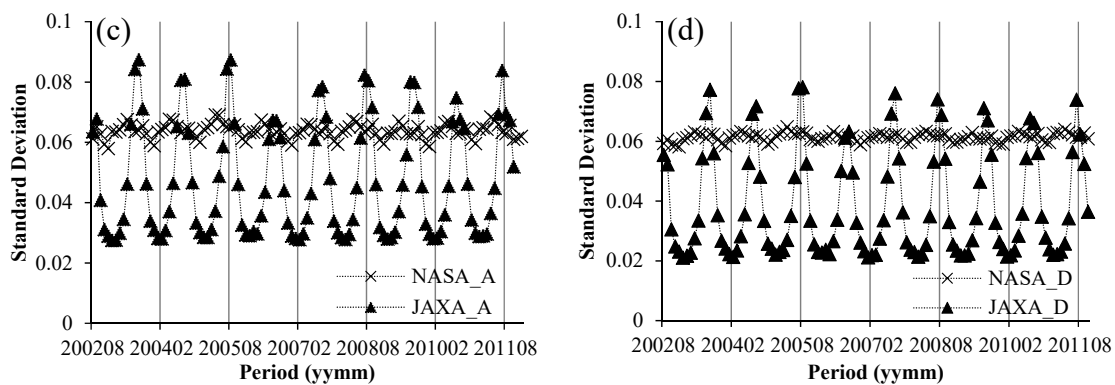 (c)
Standard Deviation
0.1
0.08
0.06
0.04
0.02
0
NASA_A
JAXA_A
200208 200402 200508 200702 200808 201002 201108
Period (yymm)
(d)
Standard Deviation
0.1
0.08
0.06
0.04
0.02
0
NASA_D
JAXA_D
200208 200402 200508 200702 200808 201002 201108
Period (yymm)